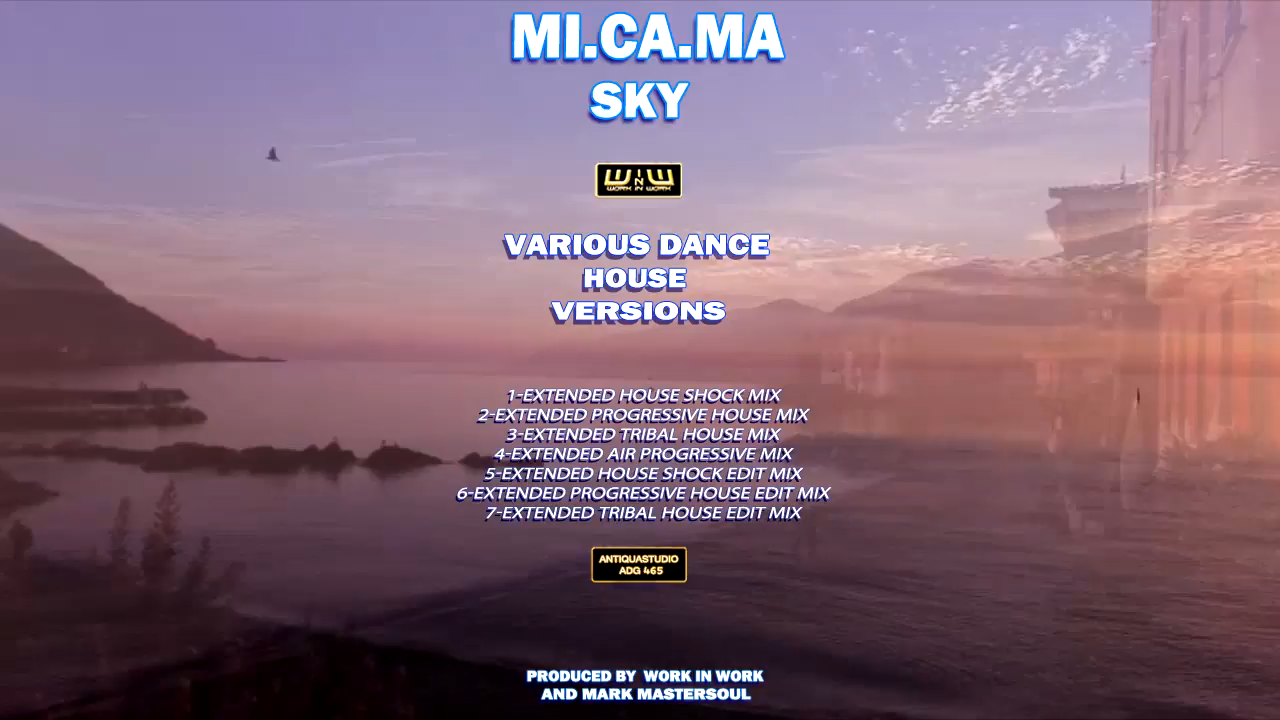 MI.CA.MA
SKY
WINW
WORK IN WORK
VARIOUS DANCE
HOUSE
VERSIONS
1-EXTENDED HOUSE SHOCK MIX
2-EXTENDED PROGRESSIVE HOUSE MIX
3-EXTENDED TRIBAL HOUSE MIX
4-EXTENDED AIR PROGRESSIVE MIX
5-EXTENDED HOUSE SHOCK EDIT MIX
6-EXTENDED PROGRESSIVE HOUSE EDIT MIX
7-EXTENDED TRIBAL HOUSE EDIT MIX
ANTIQUASTUDIO
ADG 465
PRODUCED BY WORK IN WORK
AND MARK MASTERSOUL